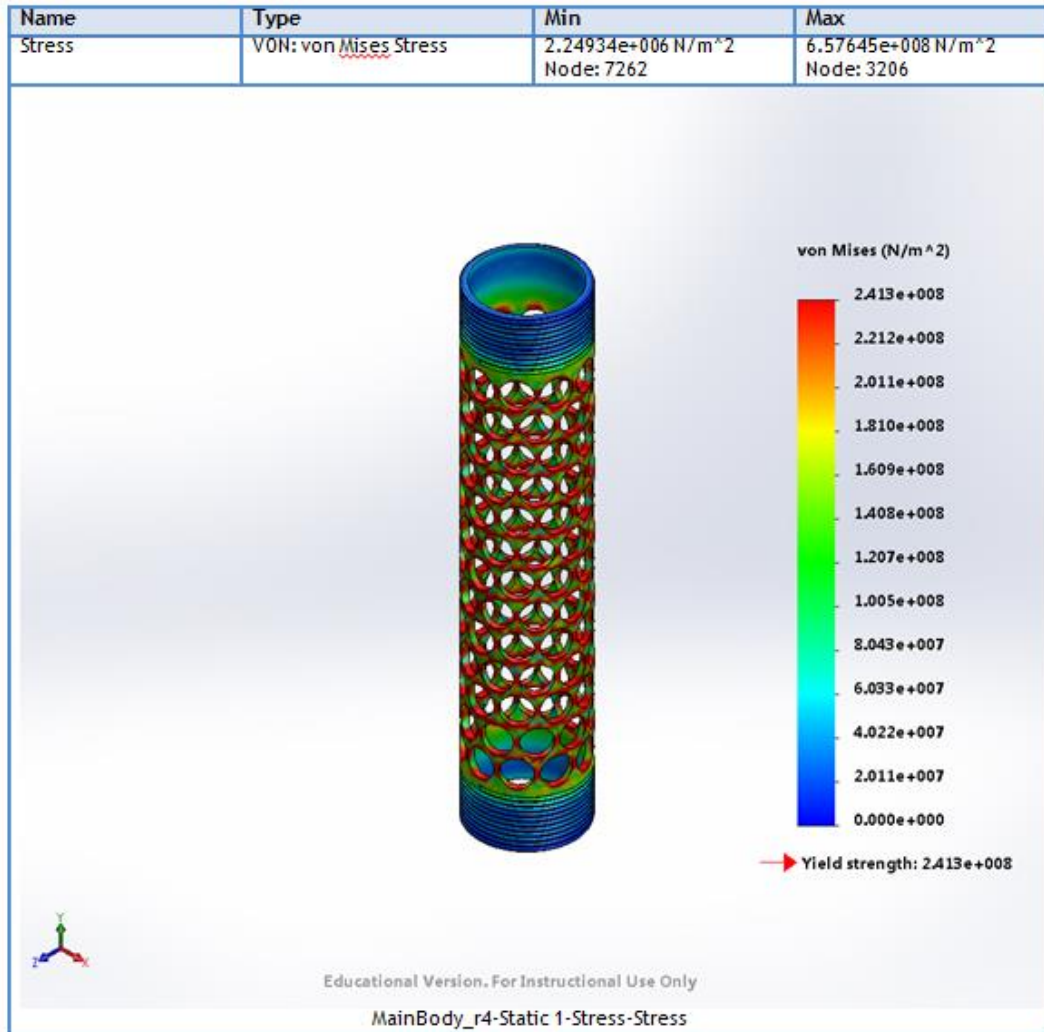 Name Type Min Max
Stress VON: von Mises Stress 2.24934e+006 N/m^2 6.57645e+008 N/m^2
Node: 7262 Node: 3206
von Mises (N/m^2)
2.413e+008
2.212e+008
2.011e+008
1.810e+008
1.609e+008
1.408e+008
1.207e+008
1.005e+008
8.043e+007
6.033e+007
4.022e+007
2.011e+007
0.000e+000
Yield strength: 2.413e+008
Y
Z X
Educational Version. For Instructional Use Only
MainBody_r4-Static 1-Stress-Stress